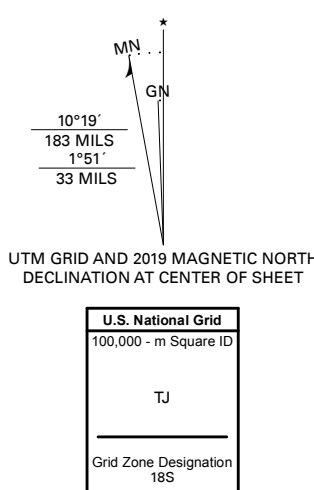 ★
MN
GN
10°19´
183 MILS
1°51´
33 MILS
UTM GRID AND 2019 MAGNETIC NORTH
DECLINATION AT CENTER OF SHEET
U.S. National Grid
100,000 - m Square ID
TJ
Grid Zone Designation
18S